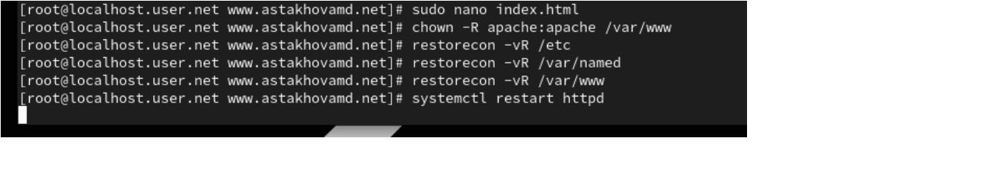 [root@localhost.user.net www.astakhovamd.net]# sudo nano index.html
[root@localhost.user.net www.astakhovamd.net]# chown -R apache:apache /var/www
[root@localhost.user.net www.astakhovamd.net]# restorecon -vR /etc
[root@localhost.user.net www.astakhovamd.net]# restorecon -vR /var/named
[root@localhost.user.net www.astakhovamd.net]# restorecon -vR /var/www
[root@localhost.user.net www.astakhovamd.net]# systemctl restart httpd